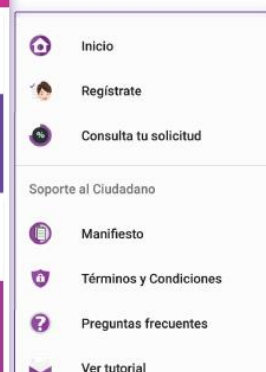 Inicio
Regístrate
Consulta tu solicitud
Soporte al Ciudadano
Manifiesto
Términos y Condiciones
Preguntas frecuentes
Ver tutorial